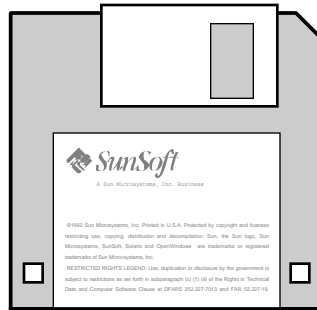 SunSoft
A Sun Microsystems, Inc. Business
©1992 Sun Microsystems, Inc. Printed in U.S.A. Protected by copyright and licenses
restricting use, copying, distribution and decompilation. Sun, the Sun logo, Sun
Microsystems, SunSoft, Solaris and OpenWindows are trademarks or registered
trademarks of Sun Micro-systems, Inc.
RESTRICTED RIGHTS LEGEND: Use, duplication or disclosure by the government is
subject to restrictions as set forth in subparagraph (c) (1) (ii) of the Rights in Technical
Data and Computer Software Clause at DFARS 252.227-7013 and FAR 52.227-19.